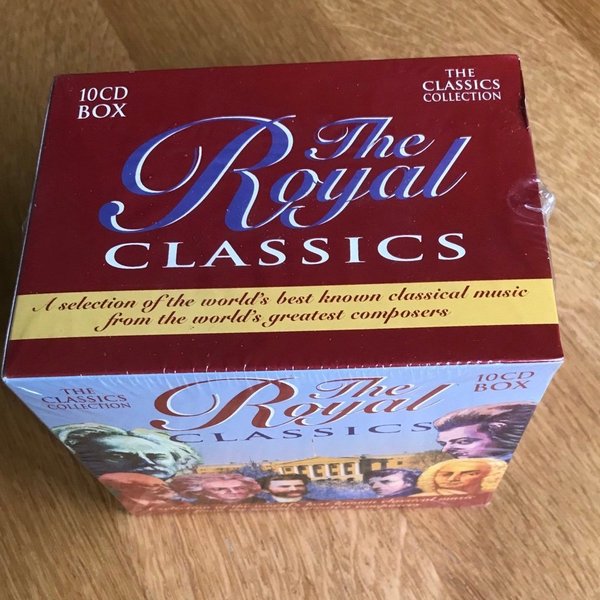 10CD
BOX
THE
CLASSICS
COLLECTION
The
Royal
CLASSICS
A selection of the world's best known classical music
from the world's greatest composers
THE
CLASSICS
COLLECTION
10CD
BOX
The
Royal
CLASSICS